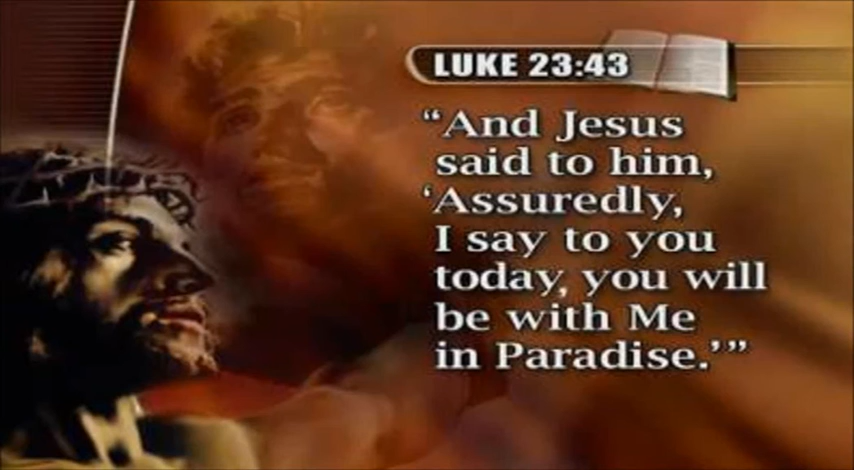 LUKE 23:43
“And Jesus
said to him,
‘Assuredly,
I say to you
today, you will
be with Me
in Paradise.’”